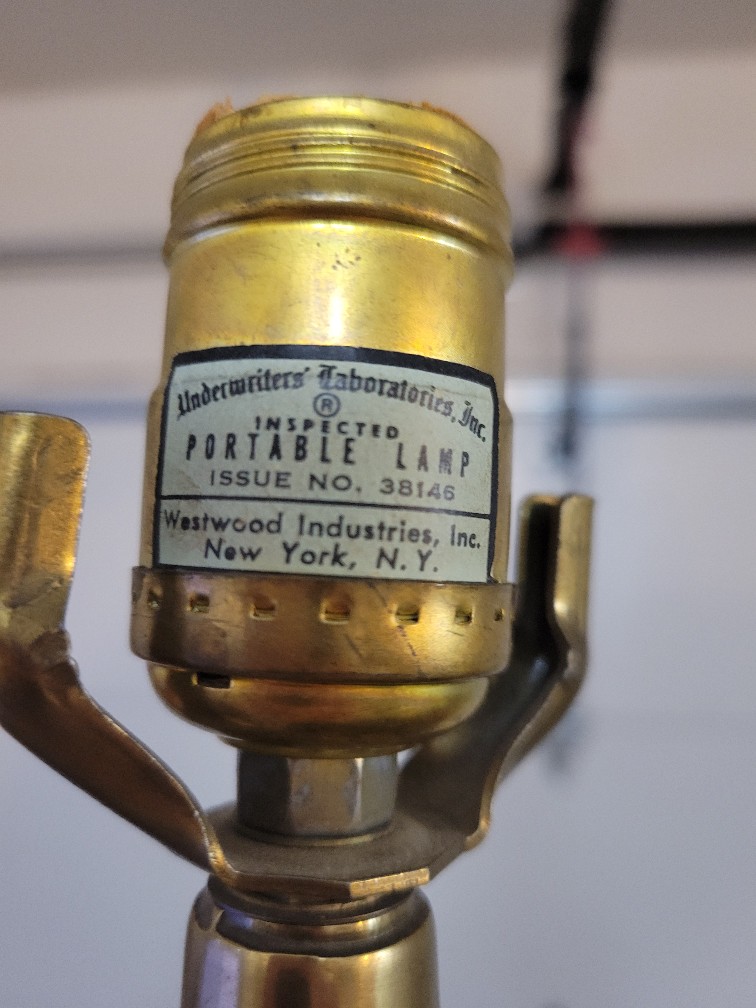 Underwriters' Laboratories, Inc.
®
INSPECTED
PORTABLE LAMP
ISSUE NO. 38146
Westwood Industries, Inc.
New York, N.Y.